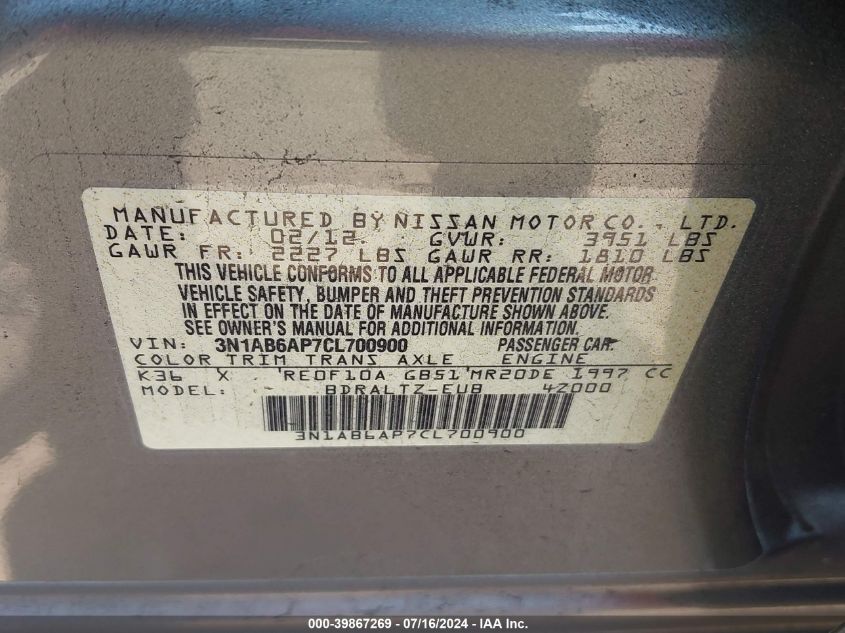 MANUFACTURED BY NISSAN MOTOR CO., LTD.
DATE: 02/12. GVWR: 3951 LBS
GAWR FR: 2227 LBS GAWR RR: 1810 LBS
THIS VEHICLE CONFORMS TO ALL APPLICABLE FEDERAL MOTOR
VEHICLE SAFETY, BUMPER AND THEFT PREVENTION STANDARDS
IN EFFECT ON THE DATE OF MANUFACTURE SHOWN ABOVE.
SEE OWNER'S MANUAL FOR ADDITIONAL INFORMATION
VIN: 3N1AB6AP7CL700900 PASSENGER CAR
COLOR TRIM TRANS AXLE ENGINE
K36 X RE0F10A GB51 MR20DE 1997 CC
MODEL: BDRALTZ-EUB 4Z000
3N1AB6AP7CL700900
000-39867269 - 07/16/2024 - IAA Inc.